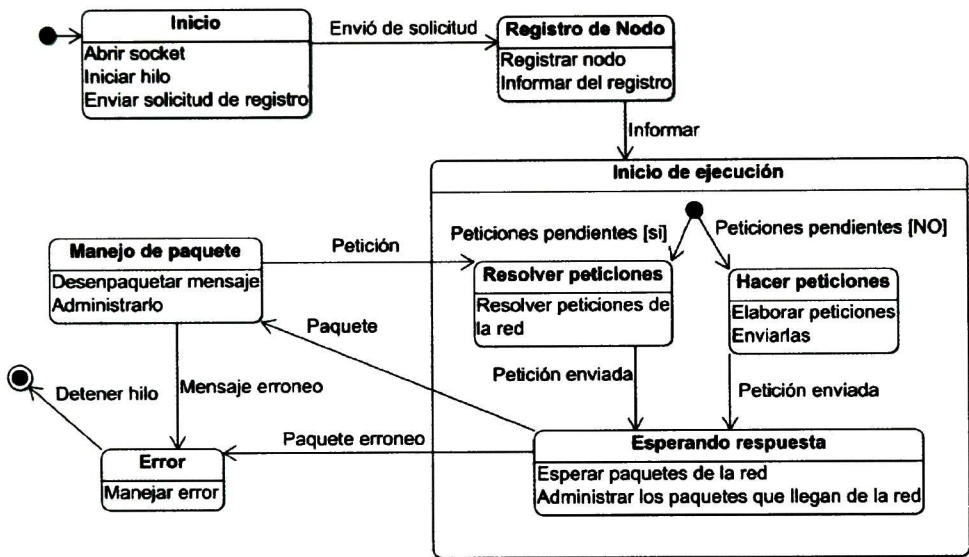 Inicio
Abrir socket
Iniciar hilo
Enviar solicitud de registro
Envió de solicitud
Registro de Nodo
Registrar nodo
Informar del registro
Informar
Inicio de ejecución
Peticiones pendientes [si]
Peticiones pendientes [NO]
Manejo de paquete
Desenpaquetar mensaje
Administrarlo
Petición
Resolver peticiones
Resolver peticiones de
la red
Hacer peticiones
Elaborar peticiones
Enviarlas
Paquete
Petición enviada
Petición enviada
Detener hilo
Mensaje erroneo
Paquete erroneo
Error
Manejar error
Esperando respuesta
Esperar paquetes de la red
Administrar los paquetes que llegan de la red